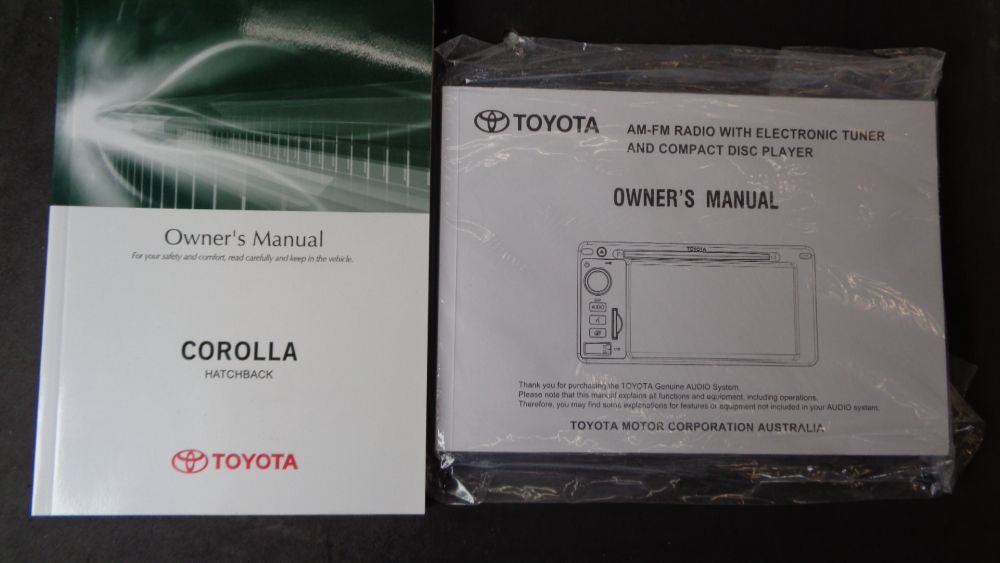 Owner's Manual
For your safety and comfort, read carefully and keep in the vehicle.
COROLLA
HATCHBACK
TOYOTA
TOYOTA
AM-FM RADIO WITH ELECTRONIC TUNER
AND COMPACT DISC PLAYER
OWNER'S MANUAL
TOYOTA
AUDIO
Thank you for purchasing the TOYOTA Genuine AUDIO System.
Please note that this manual explains all functions and equipment, including operations.
Therefore, you may find some explanations for features or equipment not included in your AUDIO system.
TOYOTA MOTOR CORPORATION AUSTRALIA